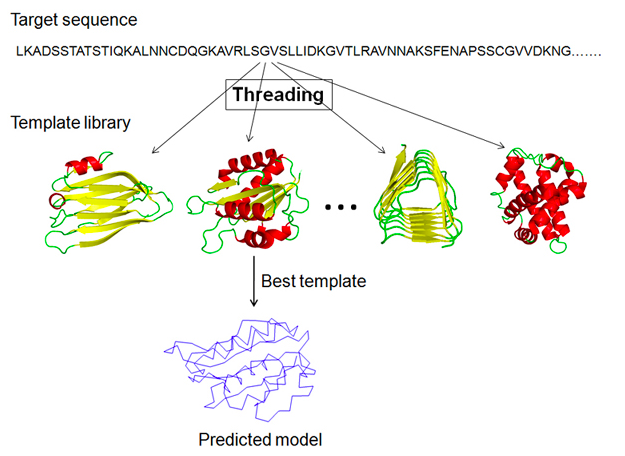 Target sequence
LKADSSTATSTIQKALNNCDQGKAVRLSGVSLLIDKGVTLRAVNNAKSFENAPSSCGVVDKNG…….
Threading
Template library
...
Best template
Predicted model